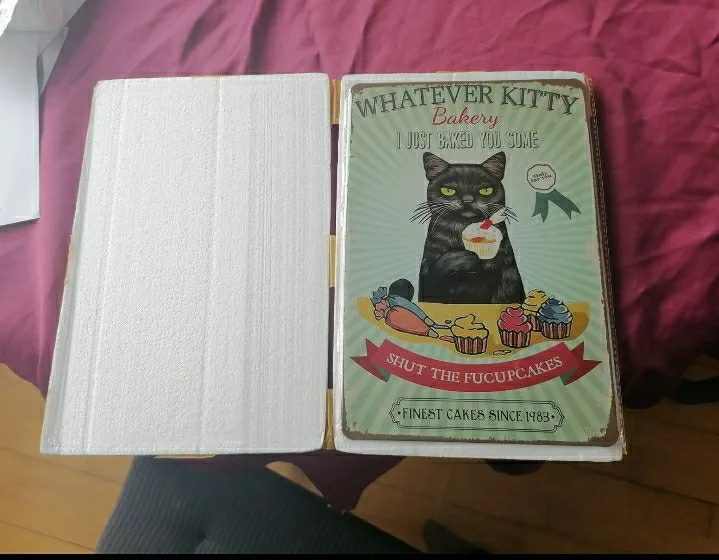 WHATEVER KITTY
Bakery
I JUST BAKED YOU SOME
SHUT THE FUCUPCAKES
FINEST CAKES SINCE 1983